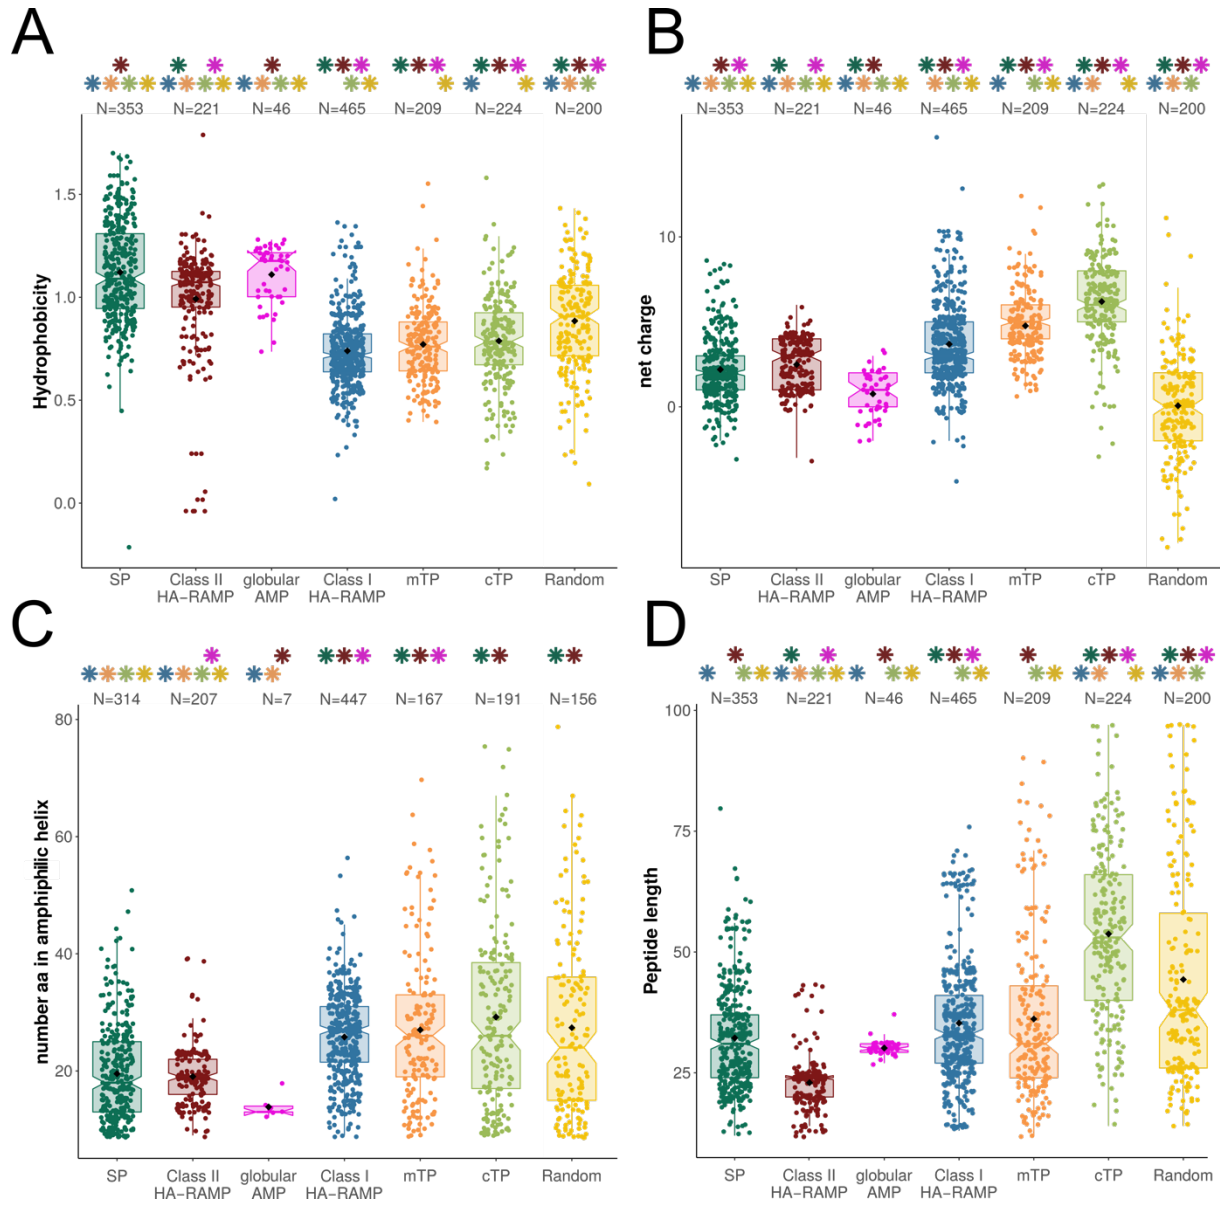 A
N=353 N=221 N=46 N=465 N=209 N=224 N=200
Hydrophobicity
1.5
1.0
0.5
0.0
SP Class II HA-RAMP globular AMP Class I HA-RAMP mTP cTP Random
B
N=353 N=221 N=46 N=465 N=209 N=224 N=200
net charge
10
0
SP Class II HA-RAMP globular AMP Class I HA-RAMP mTP cTP Random
C
N=314 N=207 N=7 N=447 N=167 N=191 N=156
number aa in amphiphilic helix
80
60
40
20
SP Class II HA-RAMP globular AMP Class I HA-RAMP mTP cTP Random
D
N=353 N=221 N=46 N=465 N=209 N=224 N=200
Peptide length
100
75
50
25
SP Class II HA-RAMP globular AMP Class I HA-RAMP mTP cTP Random